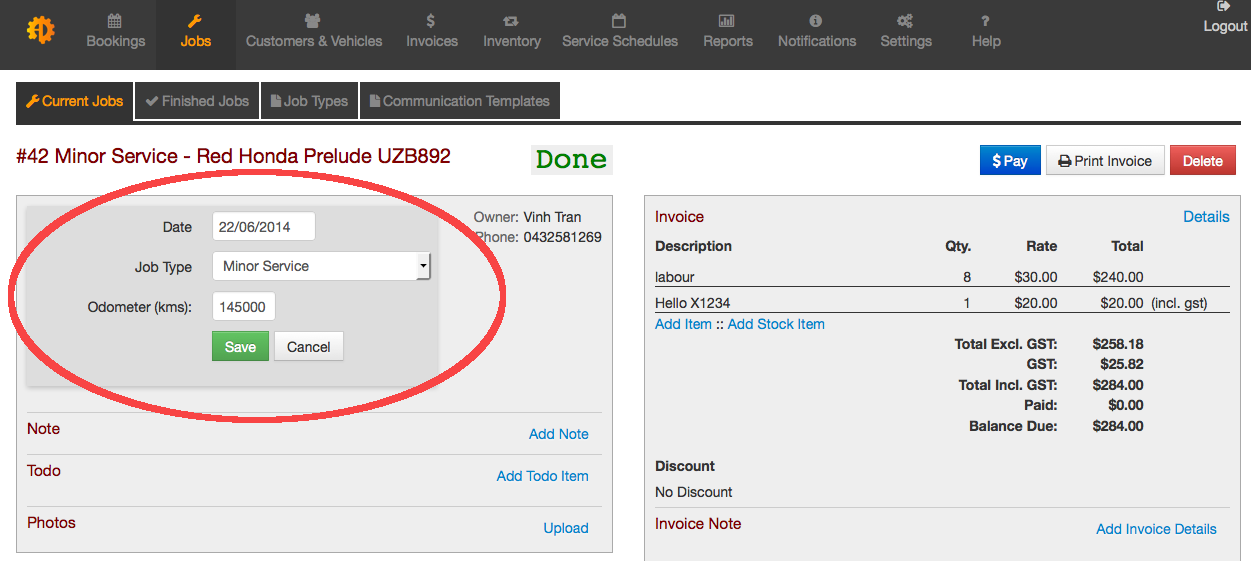 Bookings Jobs Customers & Vehicles Invoices Inventory Service Schedules Reports Notifications Settings Help Logout
Current Jobs Finished Jobs Job Types Communication Templates
#42 Minor Service - Red Honda Prelude UZB892 Done $ Pay Print Invoice Delete
Date 22/06/2014
Job Type Minor Service
Odometer (kms): 145000
Save Cancel
Owner: Vinh Tran
Phone: 0432581269
Note Add Note
Todo Add Todo Item
Photos Upload
Invoice Details
Description Qty. Rate Total
labour 8 $30.00 $240.00
Hello X1234 1 $20.00 $20.00 (incl. gst)
Add Item :: Add Stock Item
Total Excl. GST: $258.18
GST: $25.82
Total Incl. GST: $284.00
Paid: $0.00
Balance Due: $284.00
Discount
No Discount
Invoice Note Add Invoice Details